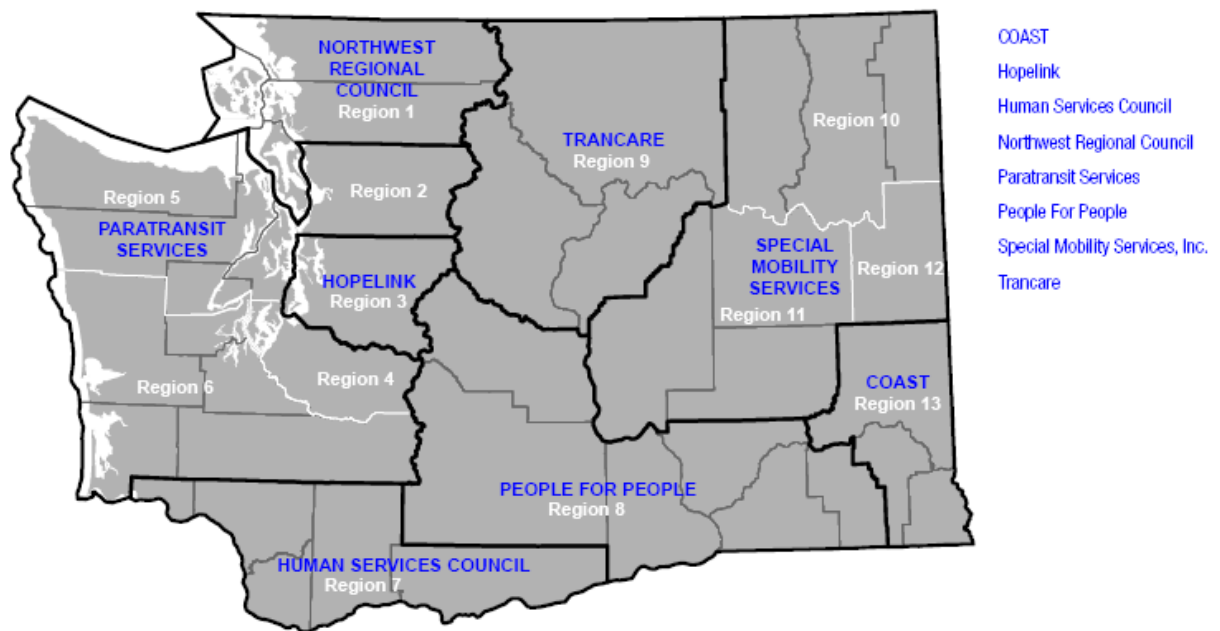 NORTHWEST
REGIONAL
COUNCIL
Region 1
Region 2
TRANCARE
Region 9
Region 10
Region 5
PARATRANSIT
SERVICES
HOPELINK
Region 3
SPECIAL
MOBILITY
SERVICES
Region 12
Region 11
Region 6
Region 4
COAST
Region 13
PEOPLE FOR PEOPLE
Region 8
HUMAN SERVICES COUNCIL
Region 7
COAST
Hopelink
Human Services Council
Northwest Regional Council
Paratransit Services
People For People
Special Mobility Services, Inc.
Trancare